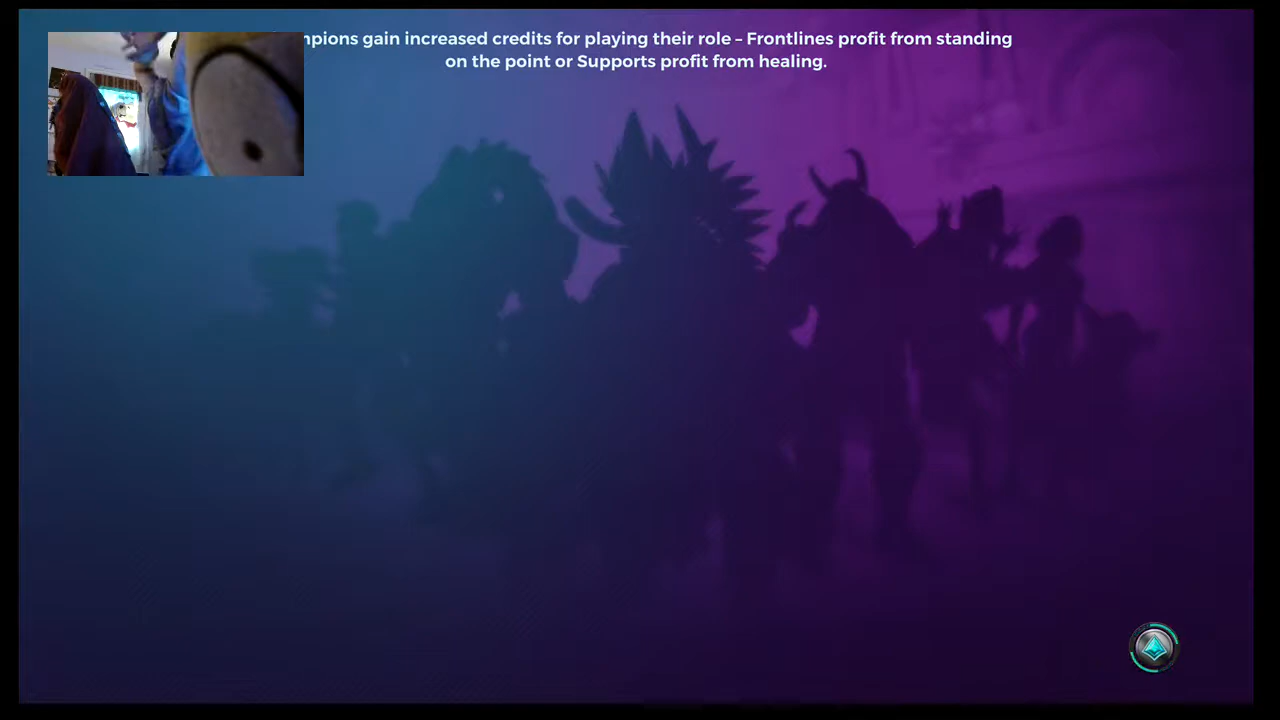 mpions gain increased credits for playing their role – Frontlines profit from standing
on the point or Supports profit from healing.